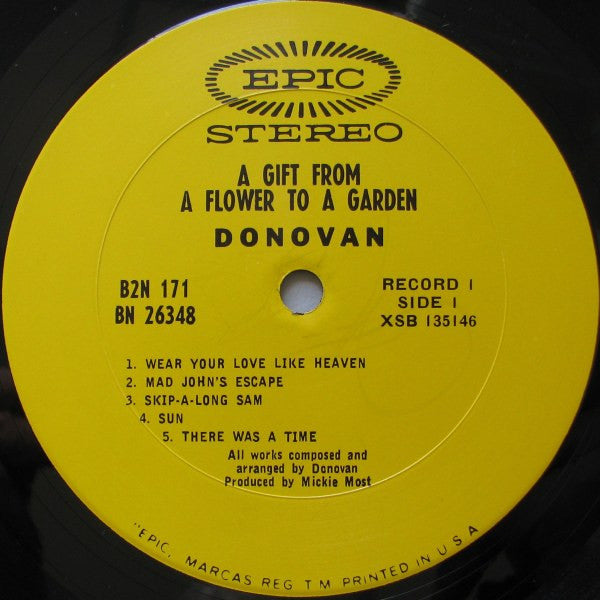 EPIC
STEREO
A GIFT FROM
A FLOWER TO A GARDEN
DONOVAN
B2N 171
BN 26348
RECORD 1
SIDE 1
XSB 135146
1. WEAR YOUR LOVE LIKE HEAVEN
2. MAD JOHN'S ESCAPE
3. SKIP-A-LONG SAM
4. SUN
5. THERE WAS A TIME
All works composed and
arranged by Donovan
Produced by Mickie Most
"EPIC, MARCAS REG T M PRINTED IN U S A